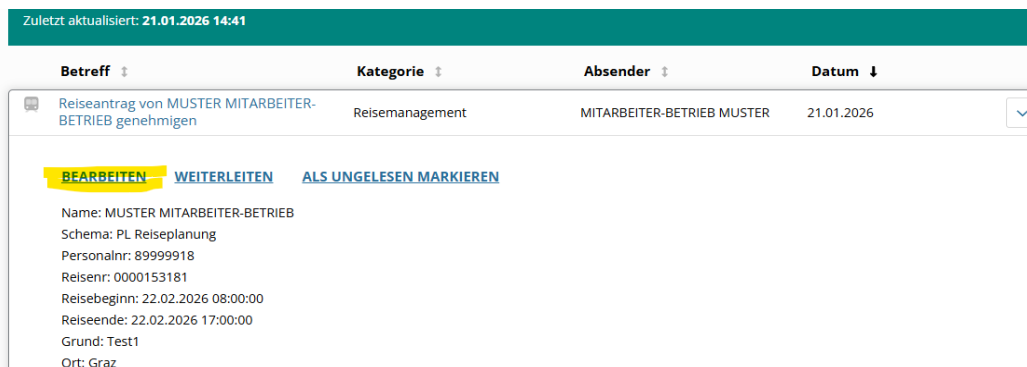 Zuletzt aktualisiert: 21.01.2026 14:41
Betreff Kategorie Absender Datum
Reiseantrag von MUSTER MITARBEITER-
BETRIEB genehmigen
Reisemanagement
MITARBEITER-BETRIEB MUSTER
21.01.2026
BEARBEITEN WEITERLEITEN ALS UNGELESEN MARKIEREN
Name: MUSTER MITARBEITER-BETRIEB
Schema: PL Reiseplanung
Personalnr: 89999918
Reisenr: 0000153181
Reisebeginn: 22.02.2026 08:00:00
Reiseende: 22.02.2026 17:00:00
Grund: Test1
Ort: Graz